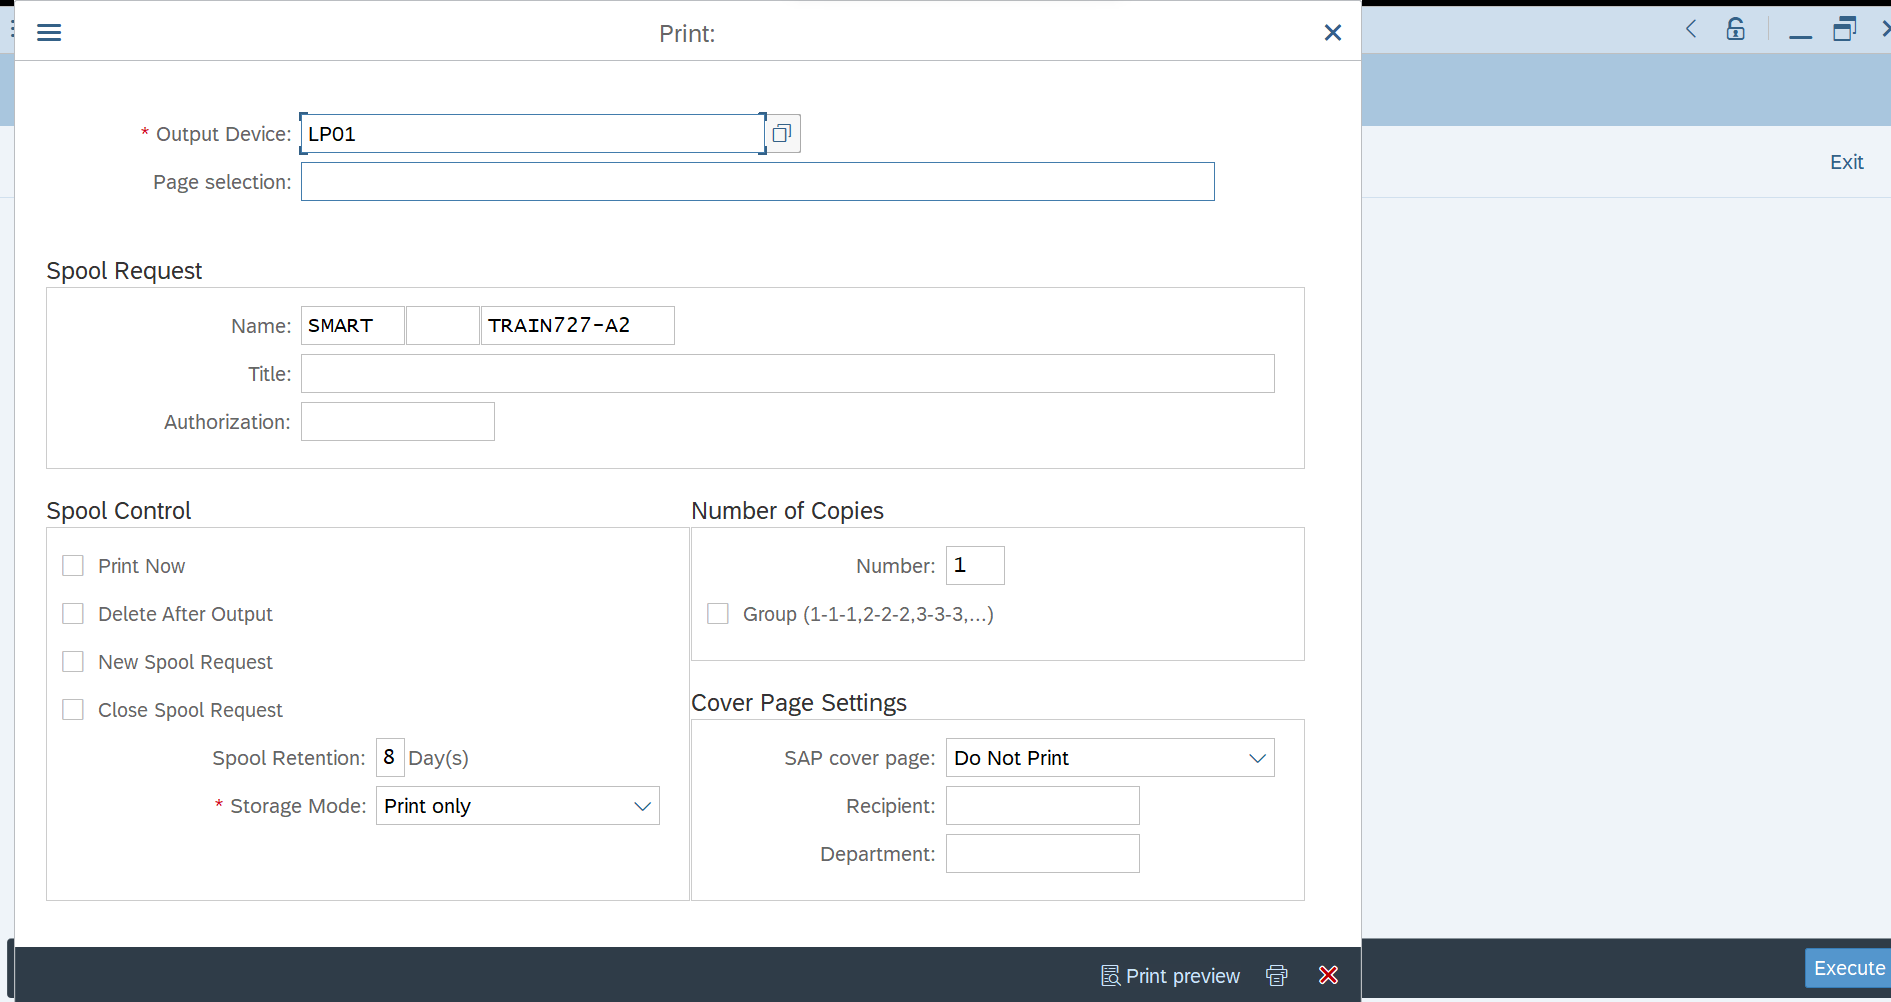 Print:
* Output Device: LP01
Page selection:
Exit
Spool Request
Name: SMART TRAIN727-A2
Title:
Authorization:
Spool Control
Number of Copies
Print Now
Number: 1
Delete After Output
Group (1-1-1,2-2-2,3-3-3,...)
New Spool Request
Close Spool Request
Cover Page Settings
Spool Retention: 8 Day(s)
SAP cover page: Do Not Print
* Storage Mode: Print only
Recipient:
Department:
Print preview
Execute